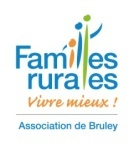 Familles
rurales
Vivre mieux !
Association de Bruley